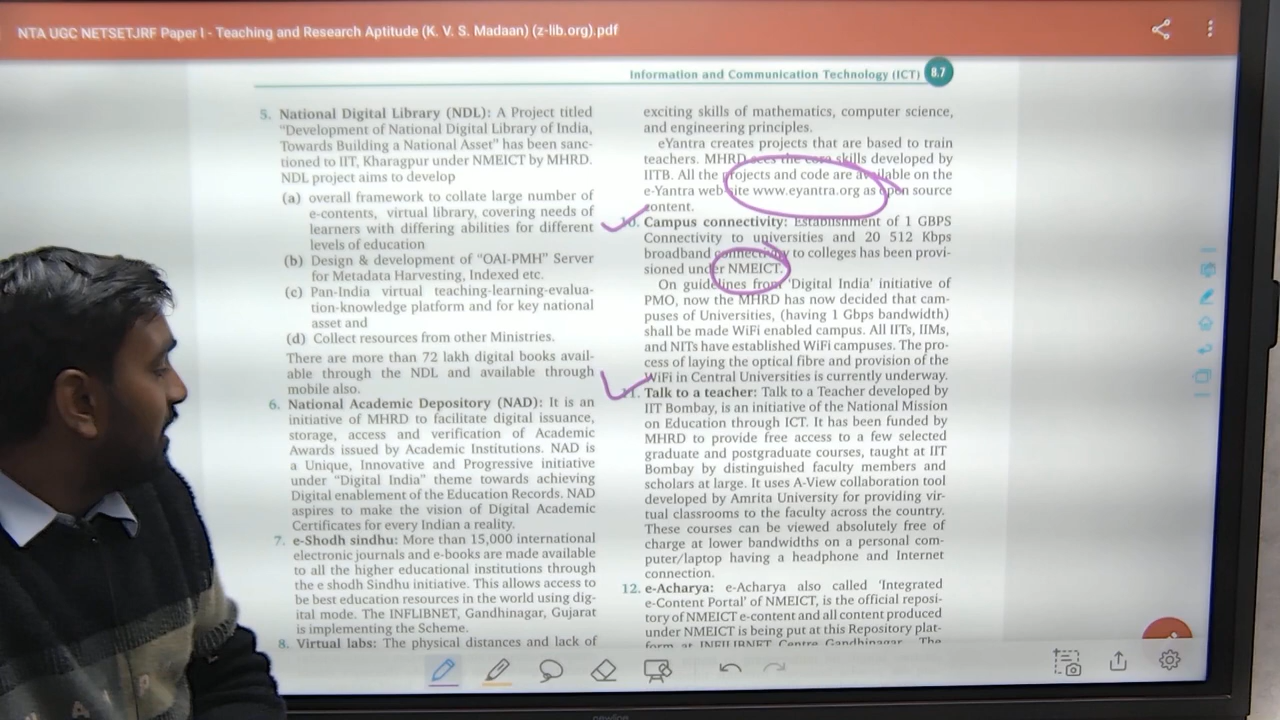 NTA UGC NETSETJRF Paper I - Teaching and Research Aptitude (K. V. S. Madaan) (z-lib.org).pdf
Information and Communication Technology (ICT) 8.7
5. National Digital Library (NDL): A Project titled
"Development of National Digital Library of India,
Towards Building a National Asset" has been sanc-
tioned to IIT, Kharagpur under NMEICT by MHRD.
NDL project aims to develop
(a) overall framework to collate large number of
e-contents, virtual library, covering needs of
learners with differing abilities for different
levels of education
(b) Design & development of "OAI-PMH" Server
for Metadata Harvesting, Indexed etc.
(c) Pan-India virtual teaching-learning-evalua-
tion-knowledge platform and for key national
asset and
(d) Collect resources from other Ministries.
There are more than 72 lakh digital books avail-
able through the NDL and available through
mobile also.
6. National Academic Depository (NAD): It is an
initiative of MHRD to facilitate digital issuance,
storage, access and verification of Academic
Awards issued by Academic Institutions. NAD is
a Unique, Innovative and Progressive initiative
under "Digital India" theme towards achieving
Digital enablement of the Education Records. NAD
aspires to make the vision of Digital Academic
Certificates for every Indian a reality.
7. e-Shodh sindhu: More than 15,000 international
electronic journals and e-books are made available
to all the higher educational institutions through
the e shodh Sindhu initiative. This allows access to
be best education resources in the world using dig-
ital mode. The INFLIBNET, Gandhinagar, Gujarat
is implementing the Scheme.
8. Virtual labs: The physical distances and lack of
exciting skills of mathematics, computer science,
and engineering principles.
eYantra creates projects that are based to train
teachers. MHRD sees the core skills developed by
IITB. All the projects and code are available on the
e-Yantra web-site www.eyantra.org as open source
content.
10. Campus connectivity: Establishment of 1 GBPS
Connectivity to universities and 20 512 Kbps
broadband connectivity to colleges has been provi-
sioned under NMEICT.
On guidelines from 'Digital India' initiative of
PMO, now the MHRD has now decided that cam-
puses of Universities, (having 1 Gbps bandwidth)
shall be made WiFi enabled campus. All IITs, IIMs,
and NITs have established WiFi campuses. The pro-
cess of laying the optical fibre and provision of the
WiFi in Central Universities is currently underway.
11. Talk to a teacher: Talk to a Teacher developed by
IIT Bombay, is an initiative of the National Mission
on Education through ICT. It has been funded by
MHRD to provide free access to a few selected
graduate and postgraduate courses, taught at IIT
Bombay by distinguished faculty members and
scholars at large. It uses A-View collaboration tool
developed by Amrita University for providing vir-
tual classrooms to the faculty across the country.
These courses can be viewed absolutely free of
charge at lower bandwidths on a personal com-
puter/laptop having a headphone and Internet
connection.
12. e-Acharya: e-Acharya also called 'Integrated
e-Content Portal' of NMEICT, is the official reposi-
tory of NMEICT e-content and all content produced
under NMEICT is being put at this Repository plat-
form at INFLIBNET Centre Gandhinagar. The
newline